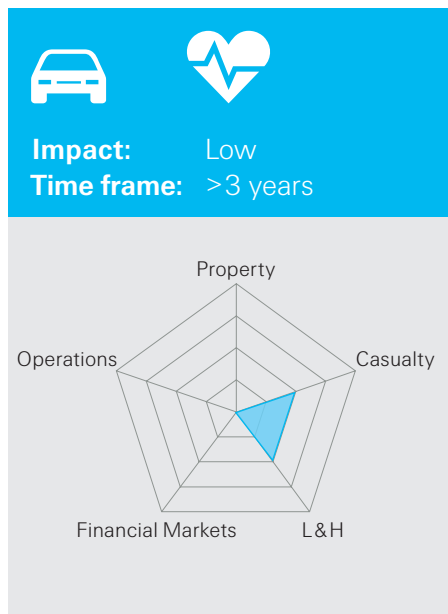 Impact: Low
Time frame: >3 years
Property
Operations Casualty
Financial Markets L&H